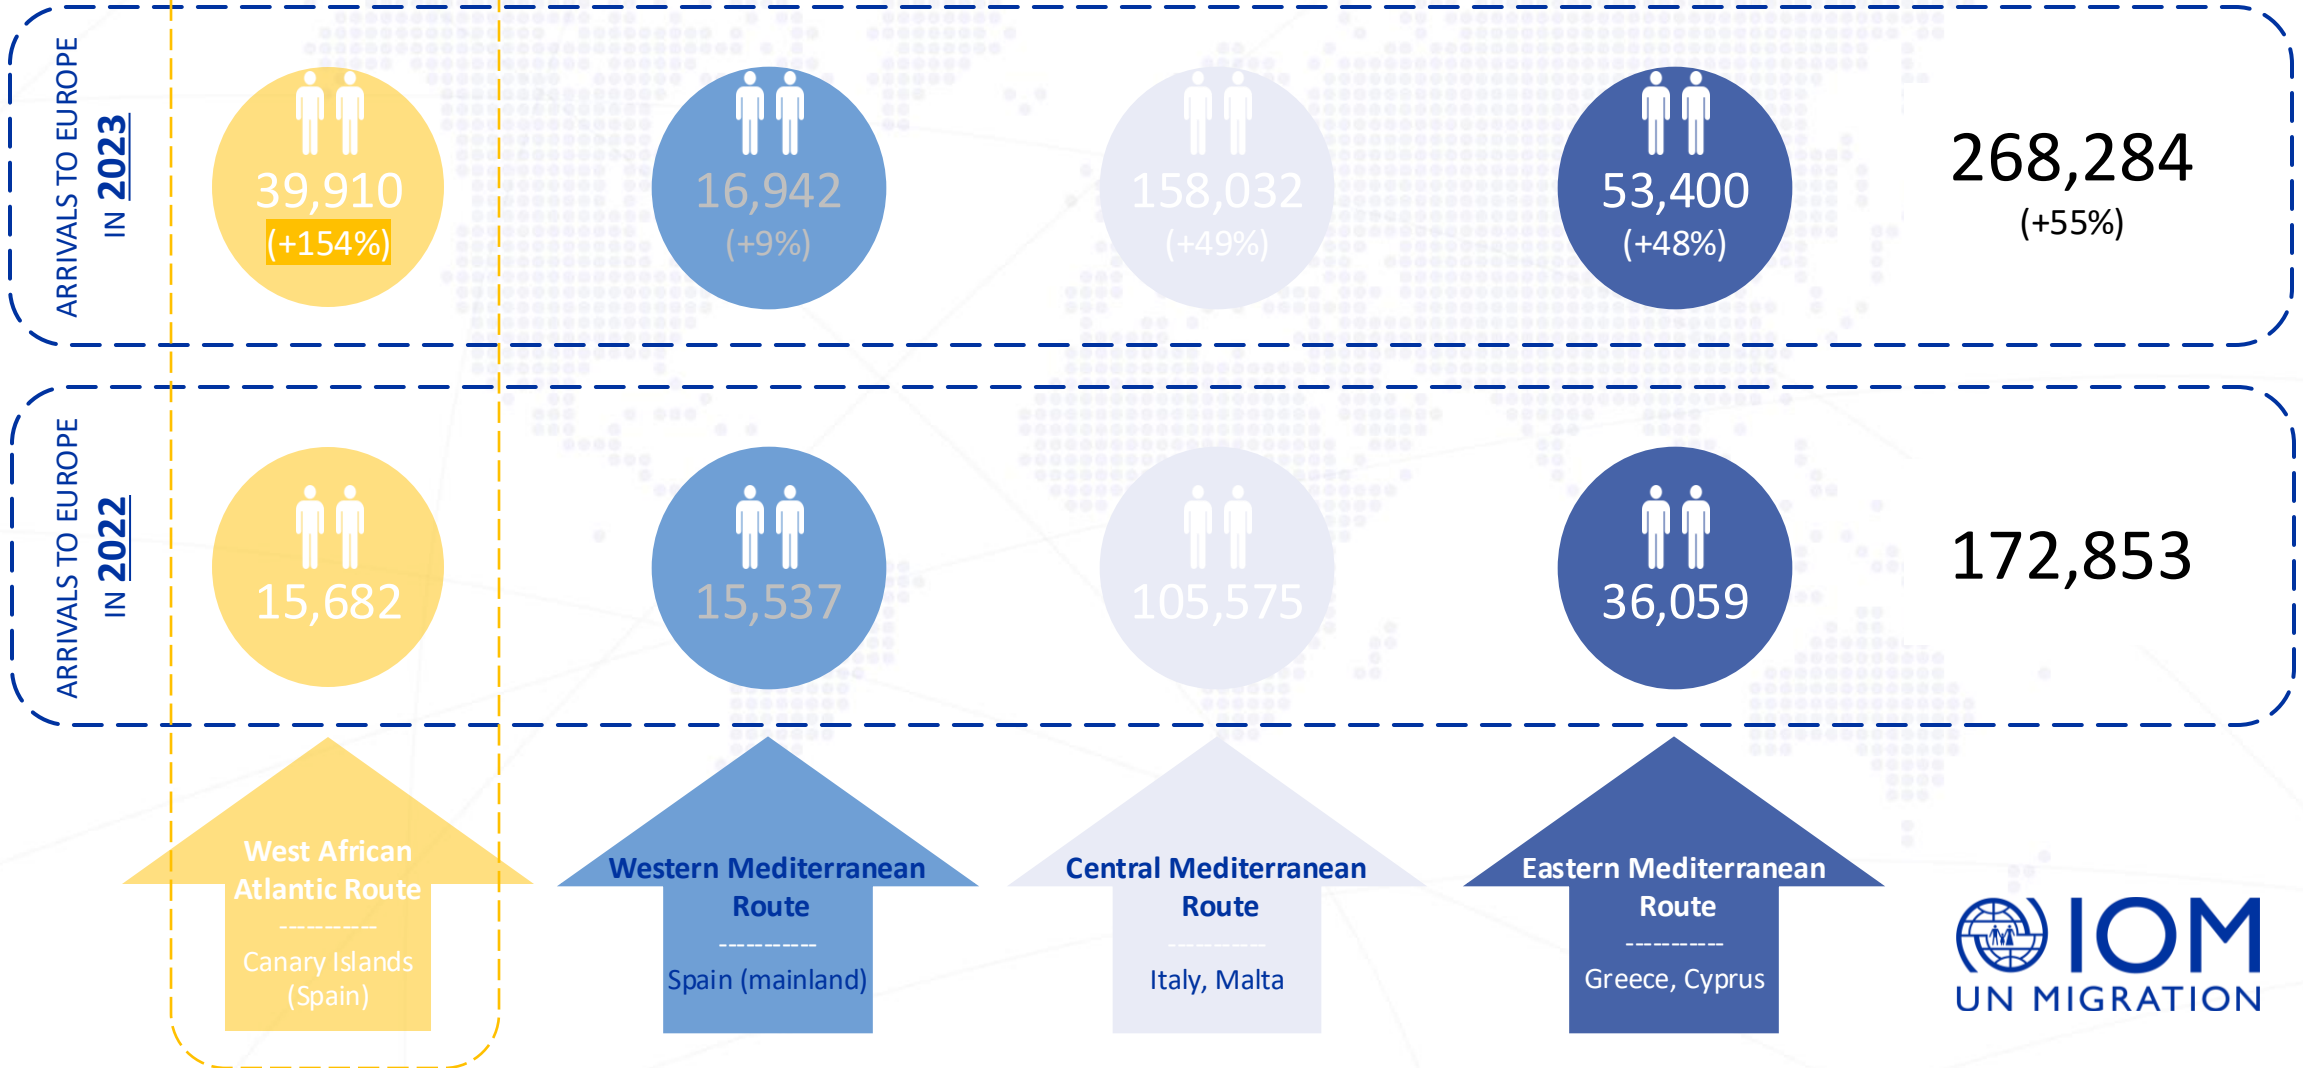 ARRIVALS TO EUROPE
IN 2023
39,910
(+154%)
16,942
(+9%)
158,032
(+49%)
53,400
(+48%)
268,284
(+55%)
ARRIVALS TO EUROPE
IN 2022
15,682
15,537
105,575
36,059
172,853
West African
Atlantic Route
-----------
Canary Islands
(Spain)
Western Mediterranean
Route
-----------
Spain (mainland)
Central Mediterranean
Route
-----------
Italy, Malta
Eastern Mediterranean
Route
-----------
Greece, Cyprus
IOM
UN MIGRATION